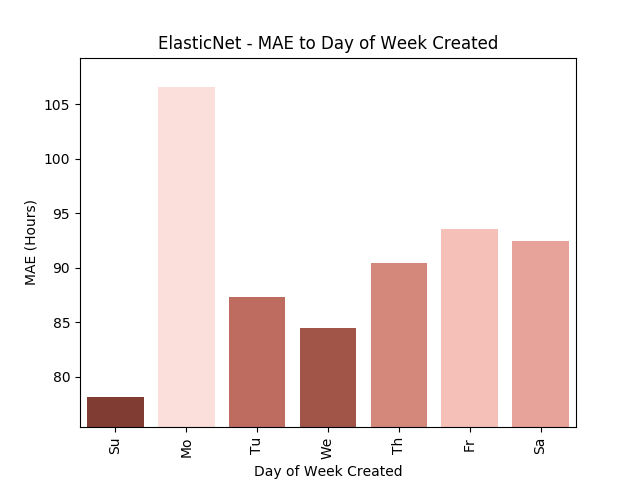 ElasticNet - MAE to Day of Week Created
MAE (Hours)
105
100
95
90
85
80
Su
Mo
Tu
We
Th
Fr
Sa
Day of Week Created